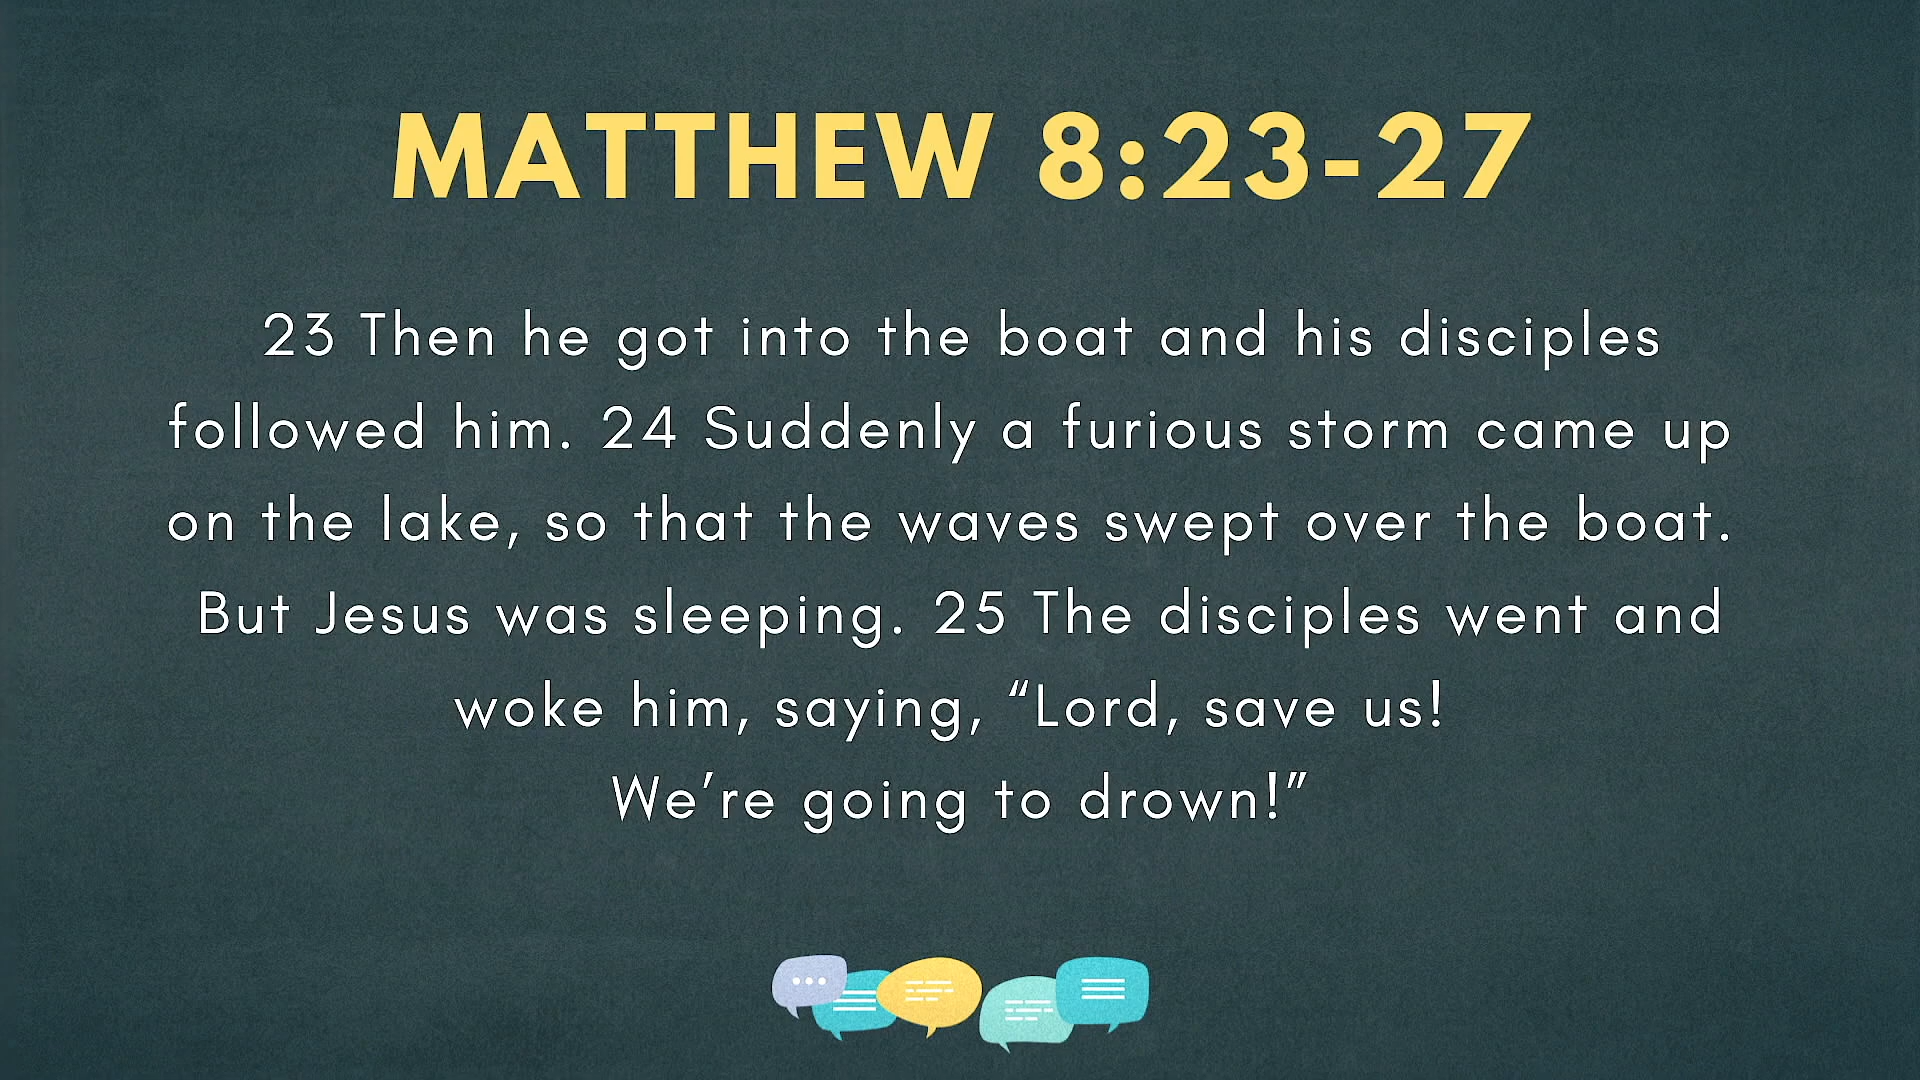 MATTHEW 8:23-27
23 Then he got into the boat and his disciples
followed him. 24 Suddenly a furious storm came up
on the lake, so that the waves swept over the boat.
But Jesus was sleeping. 25 The disciples went and
woke him, saying, “Lord, save us!
We’re going to drown!”